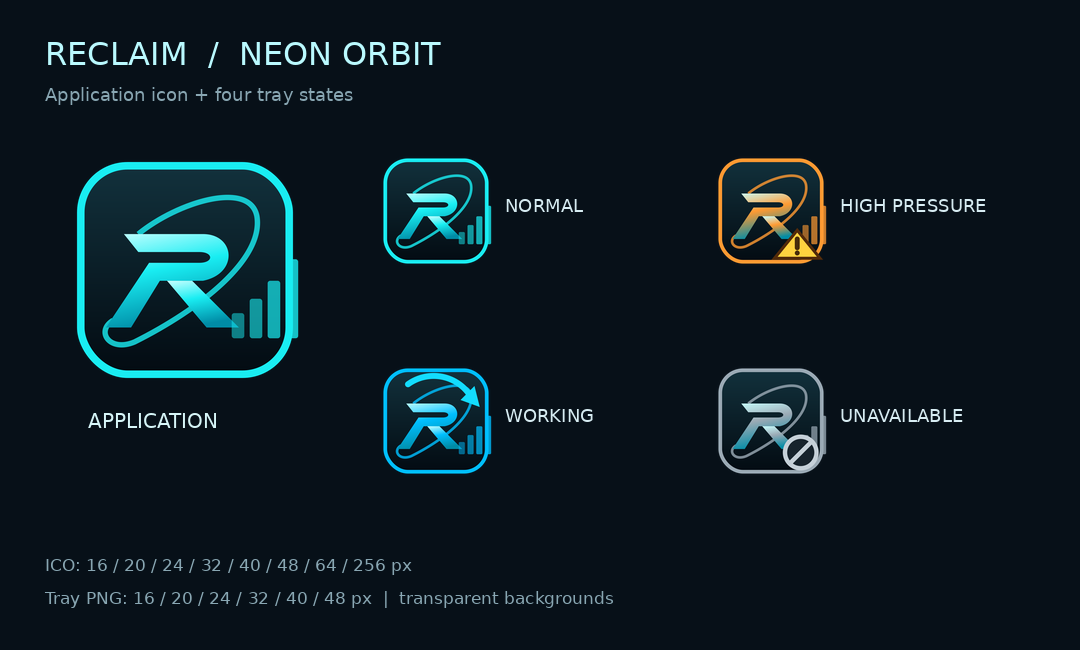 RECLAIM / NEON ORBIT
Application icon + four tray states
R
APPLICATION
R
NORMAL
R
HIGH PRESSURE
R
WORKING
R
UNAVAILABLE
ICO: 16 / 20 / 24 / 32 / 40 / 48 / 64 / 256 px
Tray PNG: 16 / 20 / 24 / 32 / 40 / 48 px | transparent backgrounds